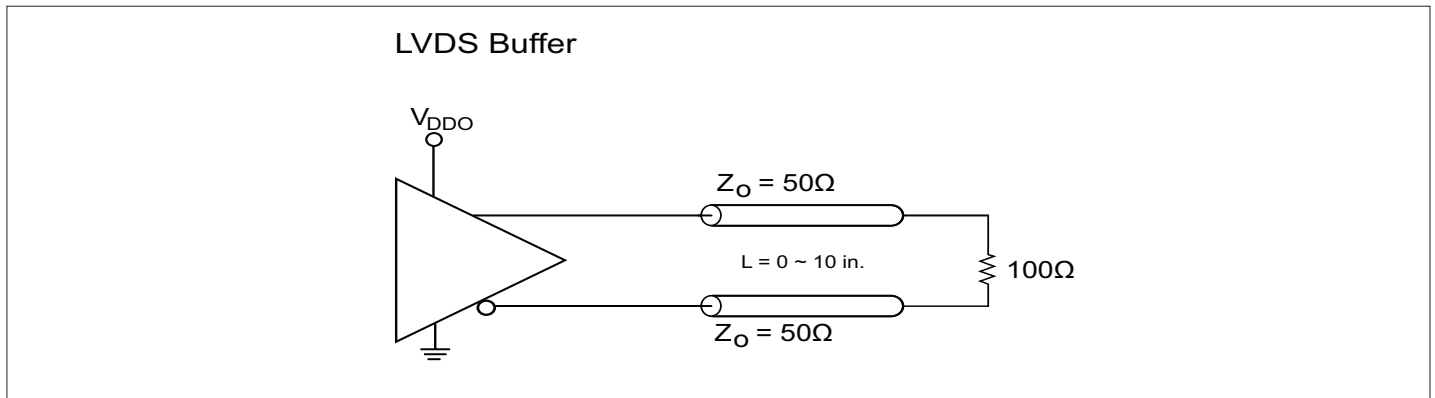 LVDS Buffer
VDDO
ZO = 50Ω
L = 0 ~ 10 in.
100Ω
ZO = 50Ω